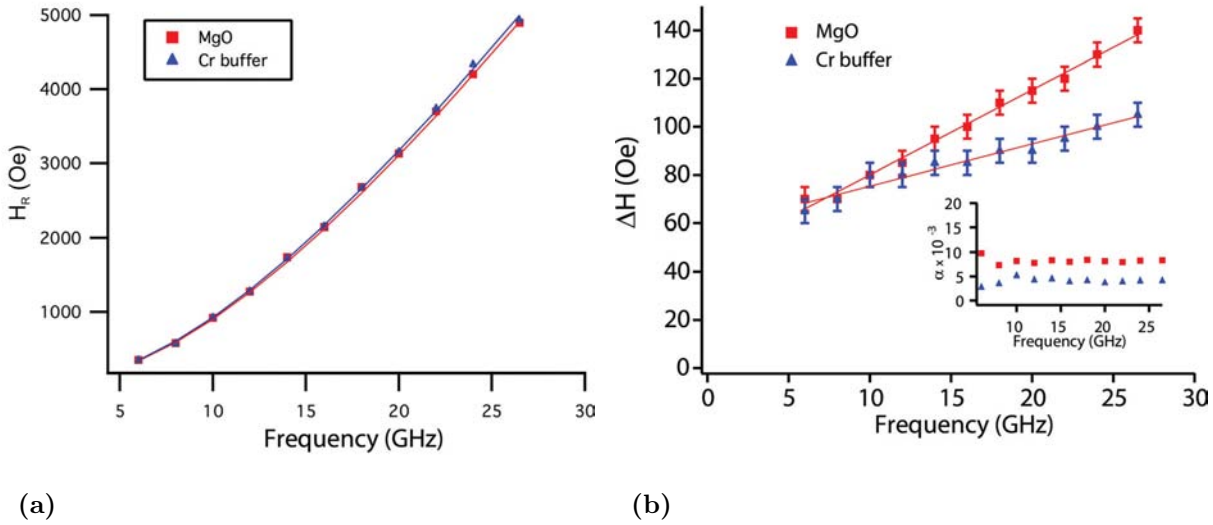 MgO
Cr buffer
5000
4000
3000
2000
1000
H_R (Oe)
5
10
15
20
25
30
Frequency (GHz)
(a)
MgO
Cr buffer
140
120
100
80
60
40
20
0
ΔH (Oe)
0
5
10
15
20
25
30
Frequency (GHz)
20
15
10
5
0
α x 10 ⁻³
10
15
20
25
Frequency (GHz)
(b)